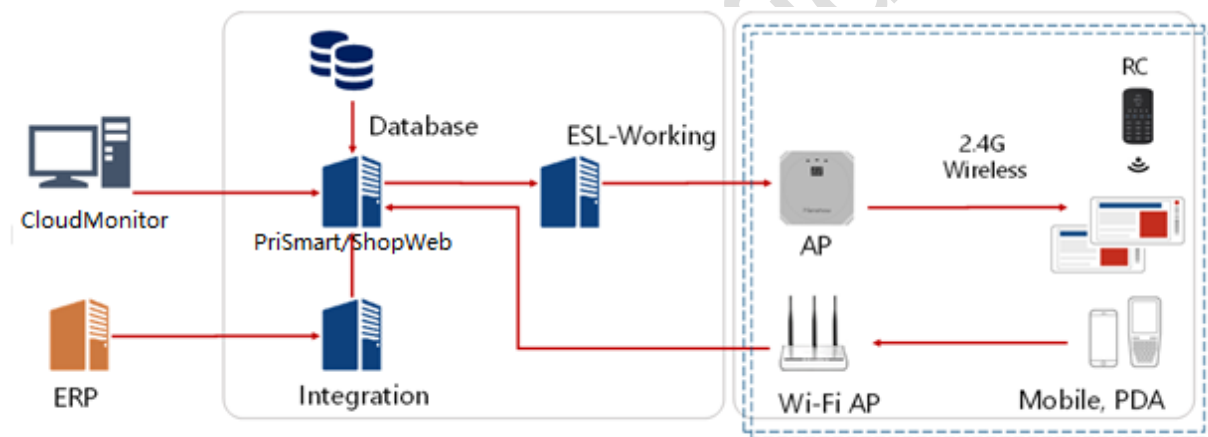 RC
Database
ESL-Working
2.4G
Wireless
CloudMonitor
PriSmart/ShopWeb
AP
ERP
Integration
Wi-Fi AP
Mobile, PDA